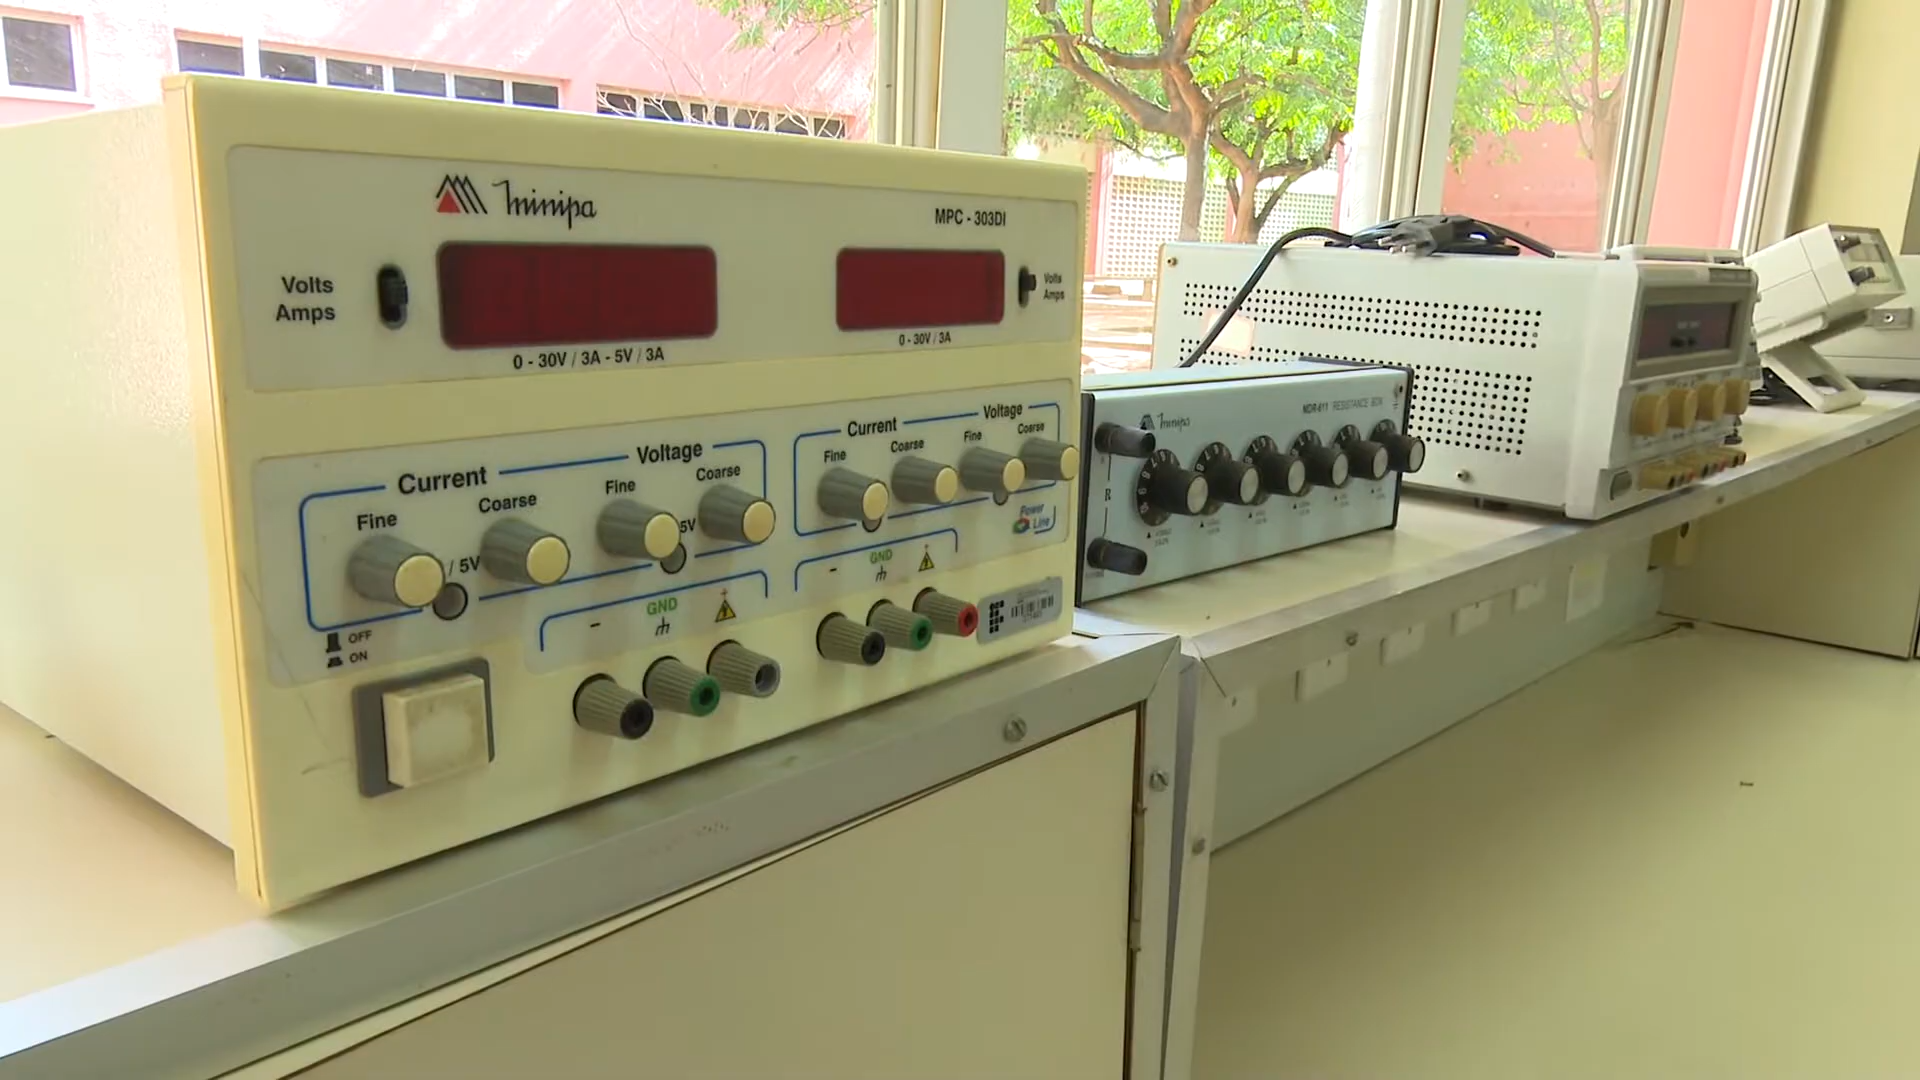 Minipa
MPC - 303DI
Volts
Amps
Volts
Amps
0 - 30V / 3A - 5V / 3A
0 - 30V / 3A
Current
Voltage
Fine
Coarse
Fine
Coarse
/ 5V
5V
Current
Voltage
Fine
Coarse
Fine
Coarse
Power
Line
OFF
ON
-
GND
+
-
GND
+
Minipa
MDR-611 RESISTANCE BOX
R